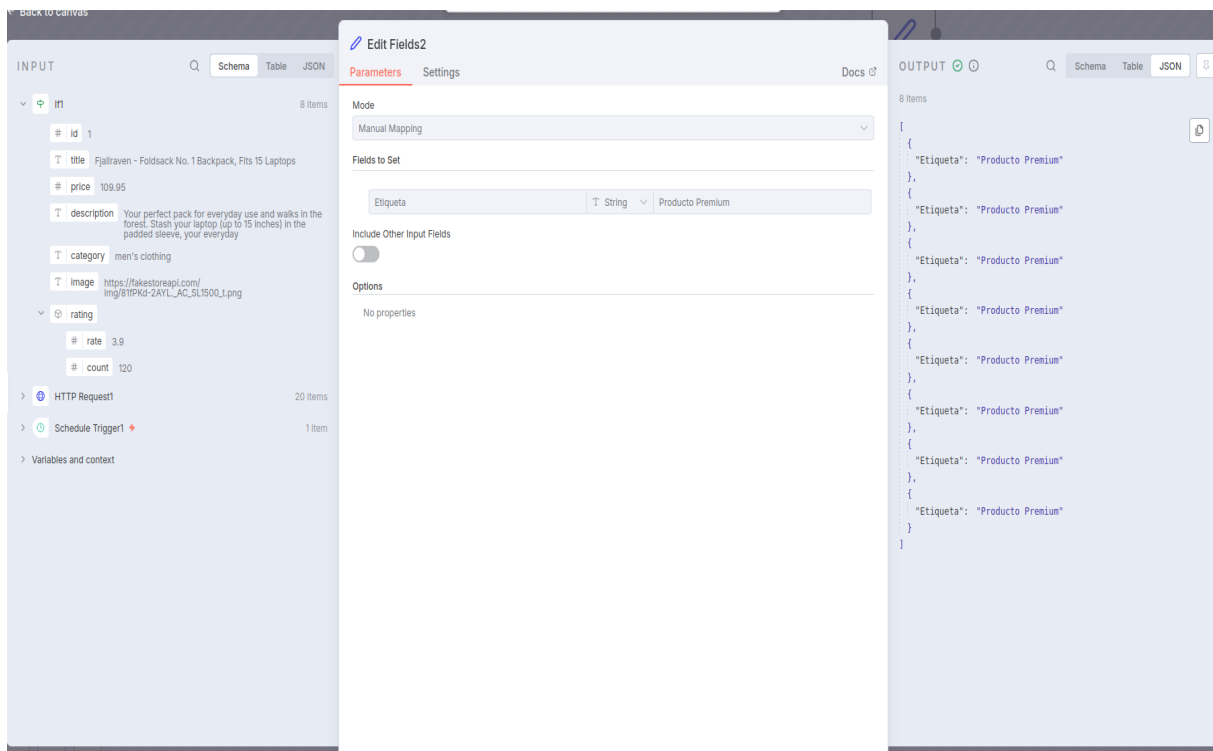 Back to canvas
INPUT
Schema Table JSON
If1 8 items
# id 1
T title Fjallraven - Foldsack No. 1 Backpack, Fits 15 Laptops
# price 109.95
T description Your perfect pack for everyday use and walks in the
forest. Stash your laptop (up to 15 inches) in the
padded sleeve, your everyday
T category men's clothing
T image https://fakestoreapi.com/
img/81fPKd-2AYL._AC_SL1500_t.png
rating
# rate 3.9
# count 120
HTTP Request1 20 items
Schedule Trigger1 1 item
Variables and context
Edit Fields2
Parameters Settings Docs
Mode
Manual Mapping
Fields to Set
Etiqueta T String Producto Premium
Include Other Input Fields
Options
No properties
OUTPUT
Schema Table JSON
8 items
[
{
"Etiqueta": "Producto Premium"
},
{
"Etiqueta": "Producto Premium"
},
{
"Etiqueta": "Producto Premium"
},
{
"Etiqueta": "Producto Premium"
},
{
"Etiqueta": "Producto Premium"
},
{
"Etiqueta": "Producto Premium"
},
{
"Etiqueta": "Producto Premium"
},
{
"Etiqueta": "Producto Premium"
}
]